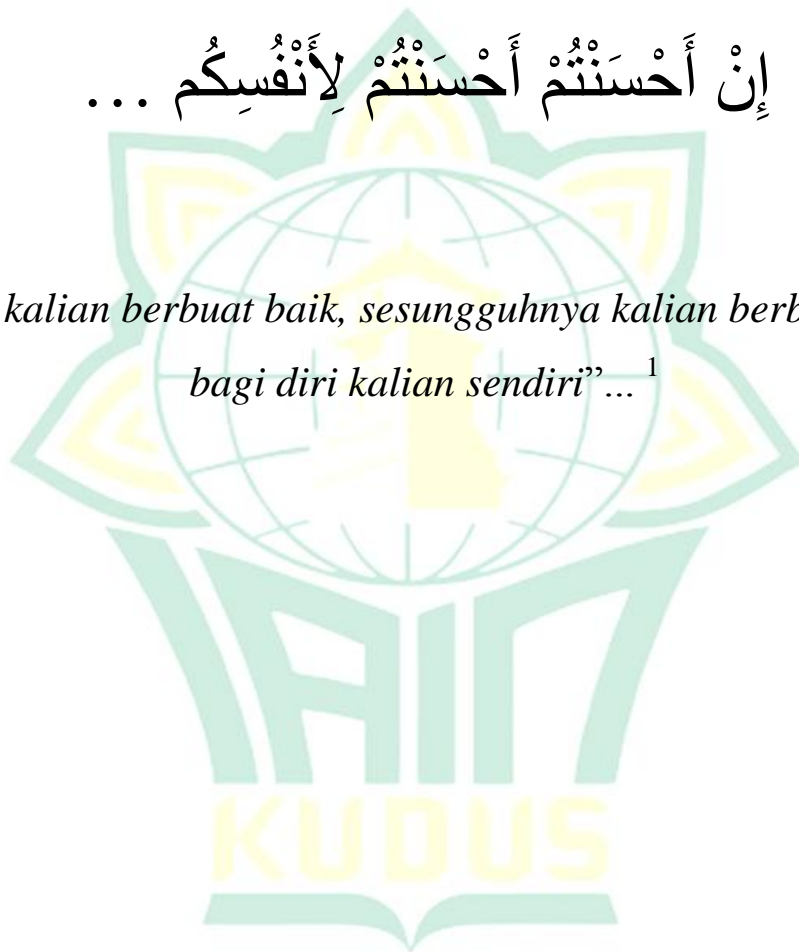 إِنْ أَحْسَنْتُمْ أَحْسَنْتُمْ لِأَنْفُسِكُم ...
kalian berbuat baik, sesungguhnya kalian
bagi diri kalian sendiri”... 1
IAIN
KUDUS